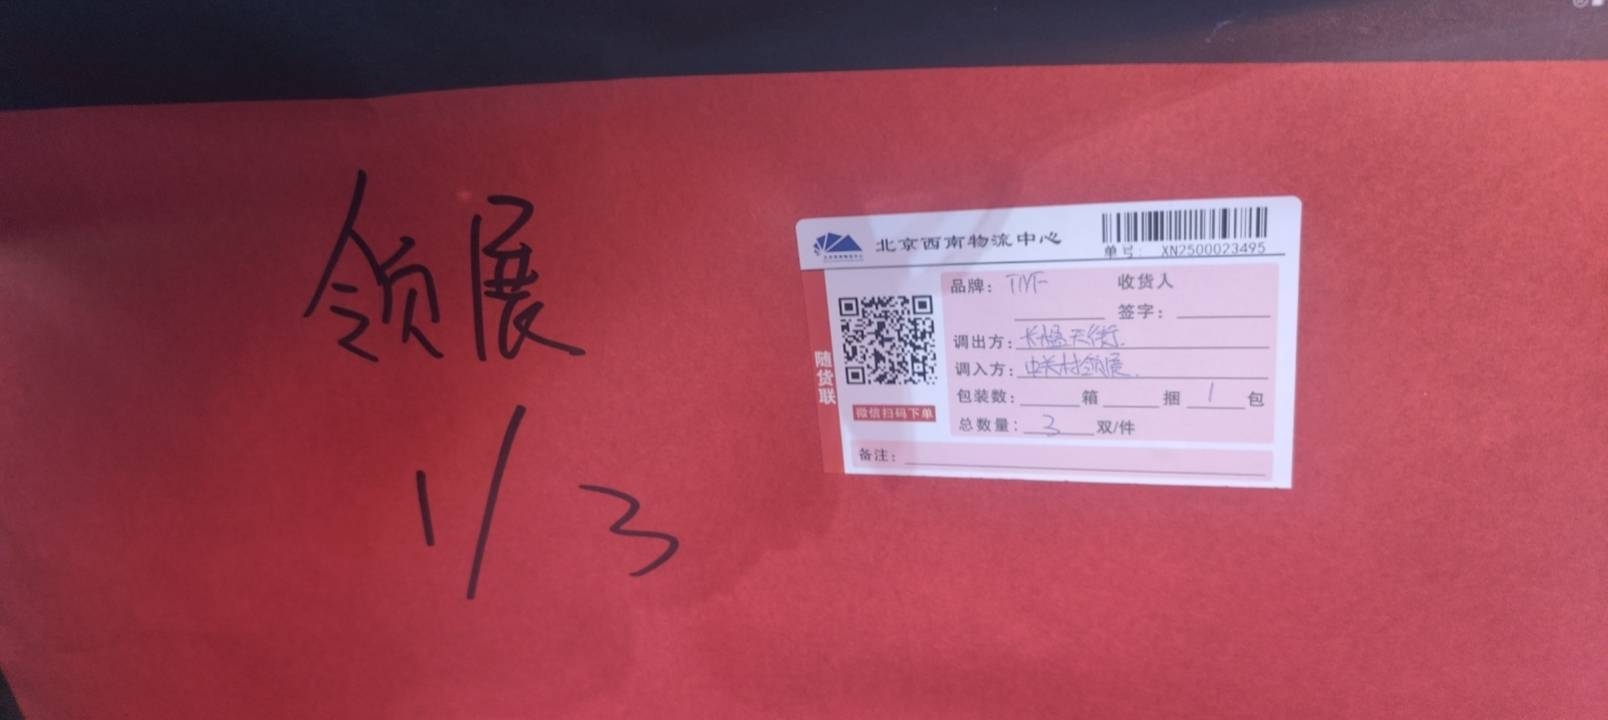 领展
1/3
北京西南物流中心
单号: XN2500023495
品牌: 收货人
签字:
调出方: 天街
调入方: 中关村领展
包装数: 箱 捆 1 包
总数量: 3 双/件
备注:
随货联
微信扫码下单